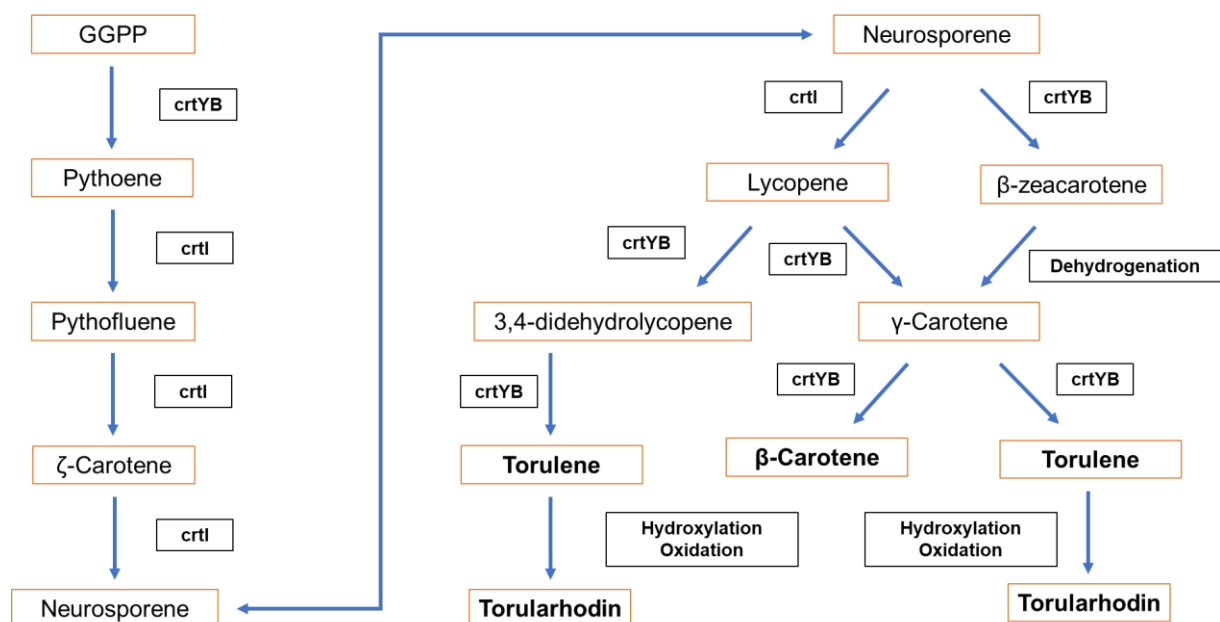 GGPP
crtYB
Pythoene
crtI
Pythofluene
crtI
ζ-Carotene
crtI
Neurosporene
Neurosporene
crtI
crtYB
Lycopene
β-zeacarotene
crtYB
crtYB
Dehydrogenation
3,4-didehydrolycopene
γ-Carotene
crtYB
crtYB
crtYB
Torulene
β-Carotene
Torulene
Hydroxylation
Oxidation
Hydroxylation
Oxidation
Torularhodin
Torularhodin